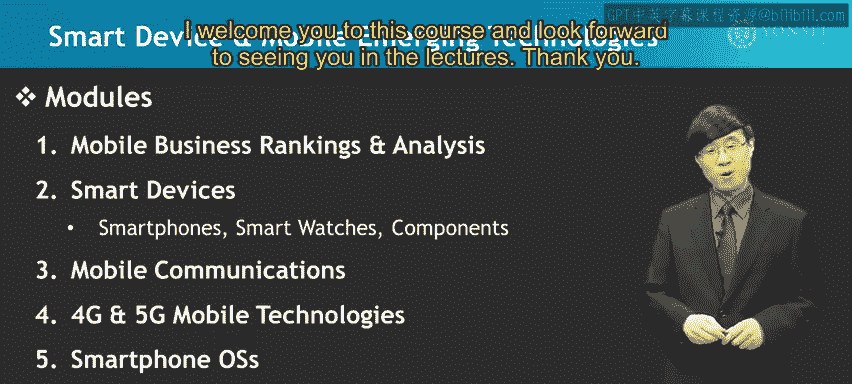 GPT中英字幕课程资源@bilibili.com
I welcome you to this course and look forward
to seeing you in the lectures. Thank you.
Smart Device & Mobile Emerging Technologies
YONSEI
❖ Modules
1. Mobile Business Rankings & Analysis
2. Smart Devices
• Smartphones, Smart Watches, Components
3. Mobile Communications
4. 4G & 5G Mobile Technologies
5. Smartphone OSs